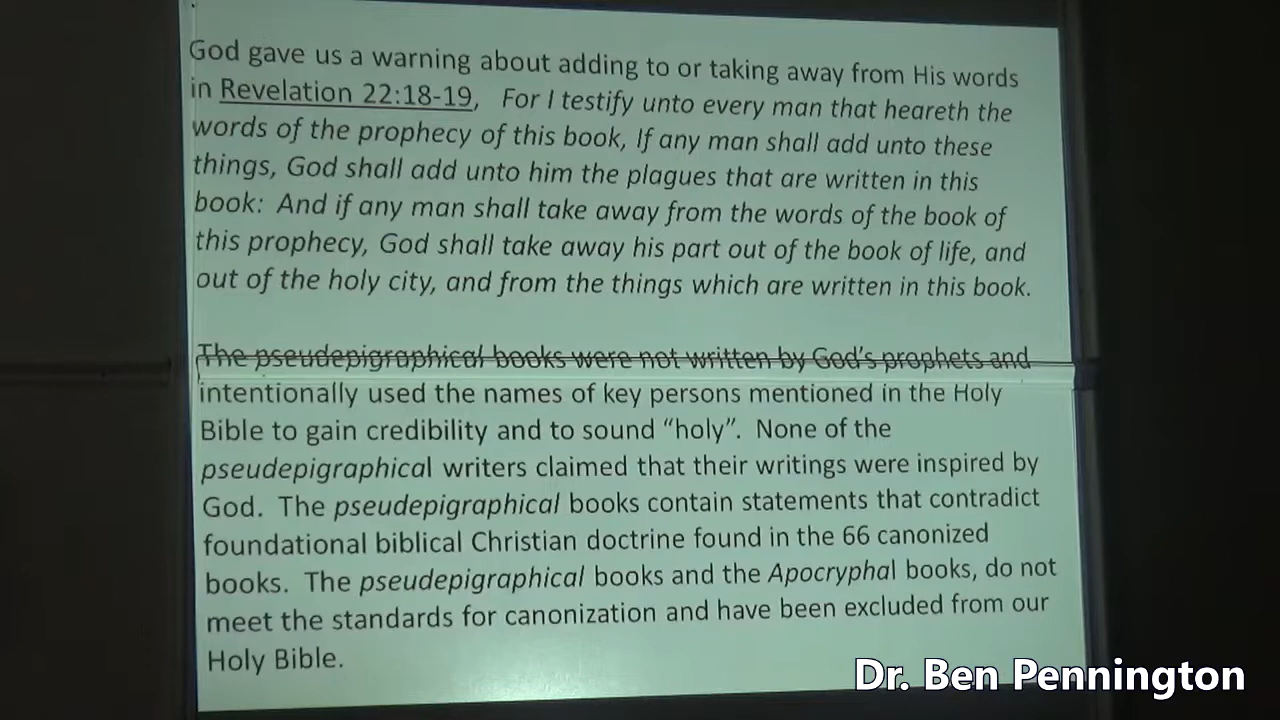 God gave us a warning about adding to or taking away from His words
in Revelation 22:18-19, For I testify unto every man that heareth the
words of the prophecy of this book, If any man shall add unto these
things, God shall add unto him the plagues that are written in this
book: And if any man shall take away from the words of the book of
this prophecy, God shall take away his part out of the book of life, and
out of the holy city, and from the things which are written in this book.
The pseudepigraphical books were not written by God's prophets and
intentionally used the names of key persons mentioned in the Holy
Bible to gain credibility and to sound “holy”. None of the
pseudepigraphical writers claimed that their writings were inspired by
God. The pseudepigraphical books contain statements that contradict
foundational biblical Christian doctrine found in the 66 canonized
books. The pseudepigraphical books and the Apocryphal books, do not
meet the standards for canonization and have been excluded from our
Holy Bible.
Dr. Ben Pennington